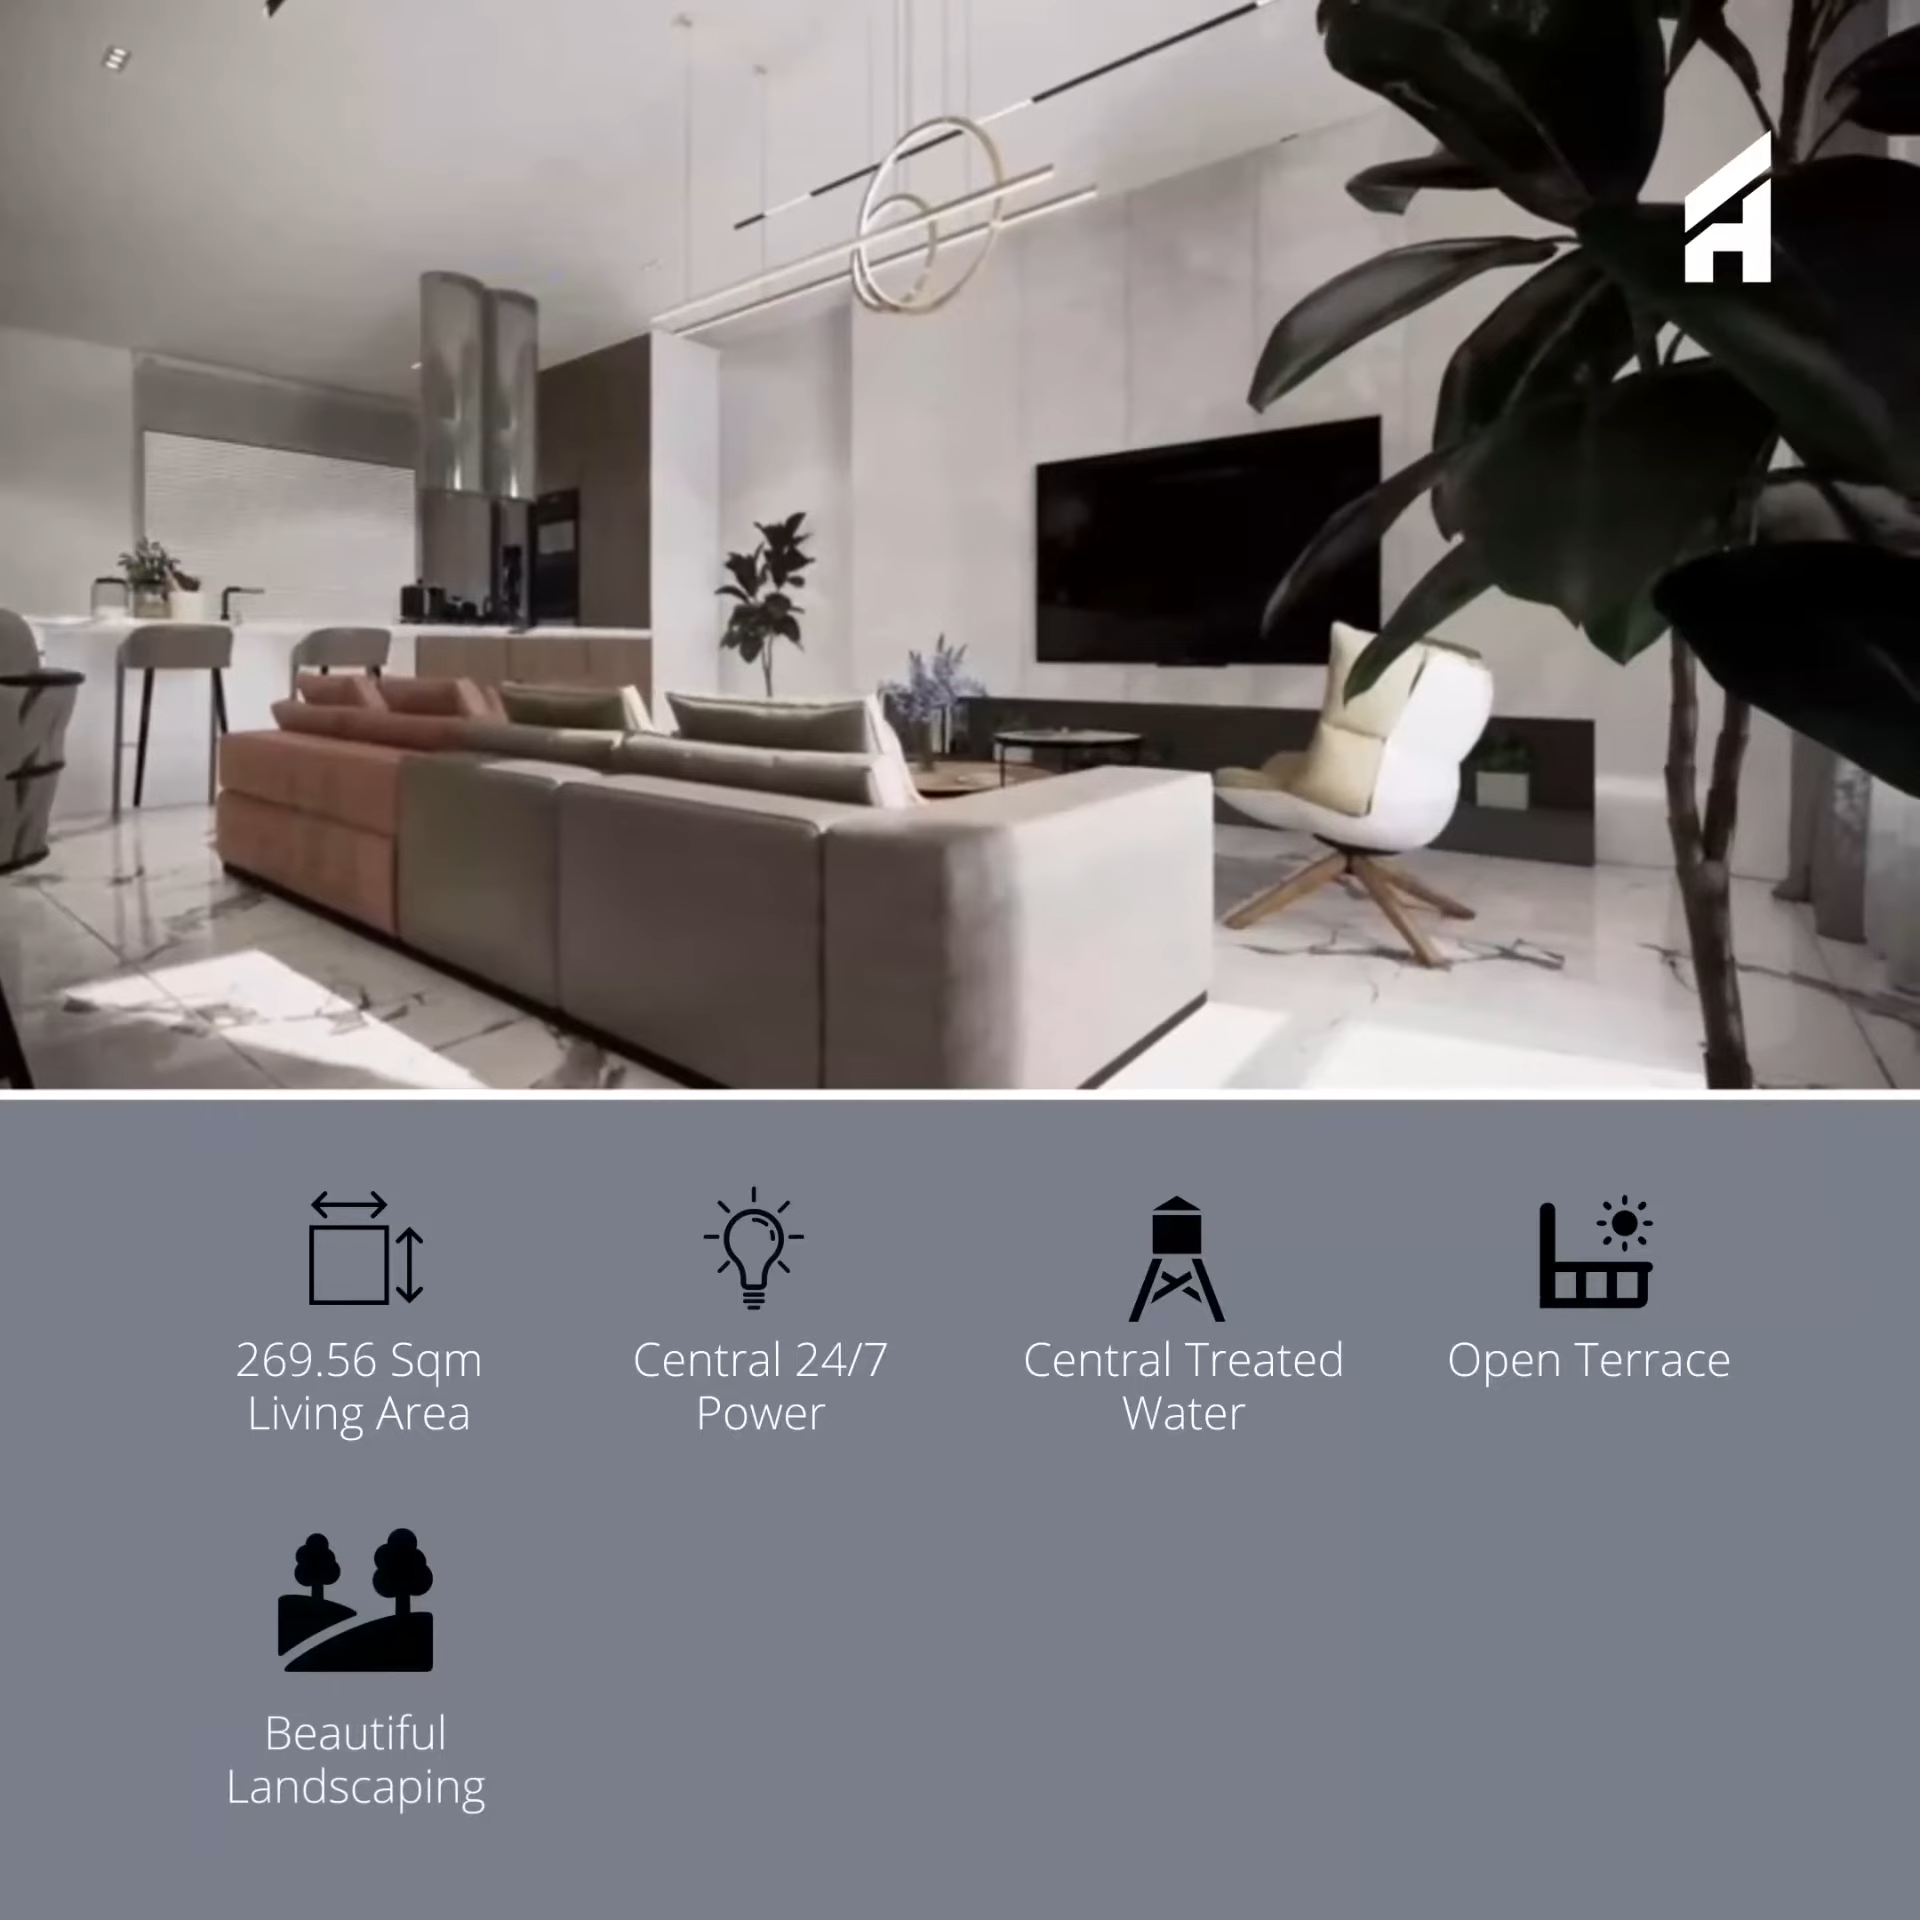 269.56 Sqm
Living Area
Central 24/7
Power
Central Treated
Water
Open Terrace
Beautiful
Landscaping